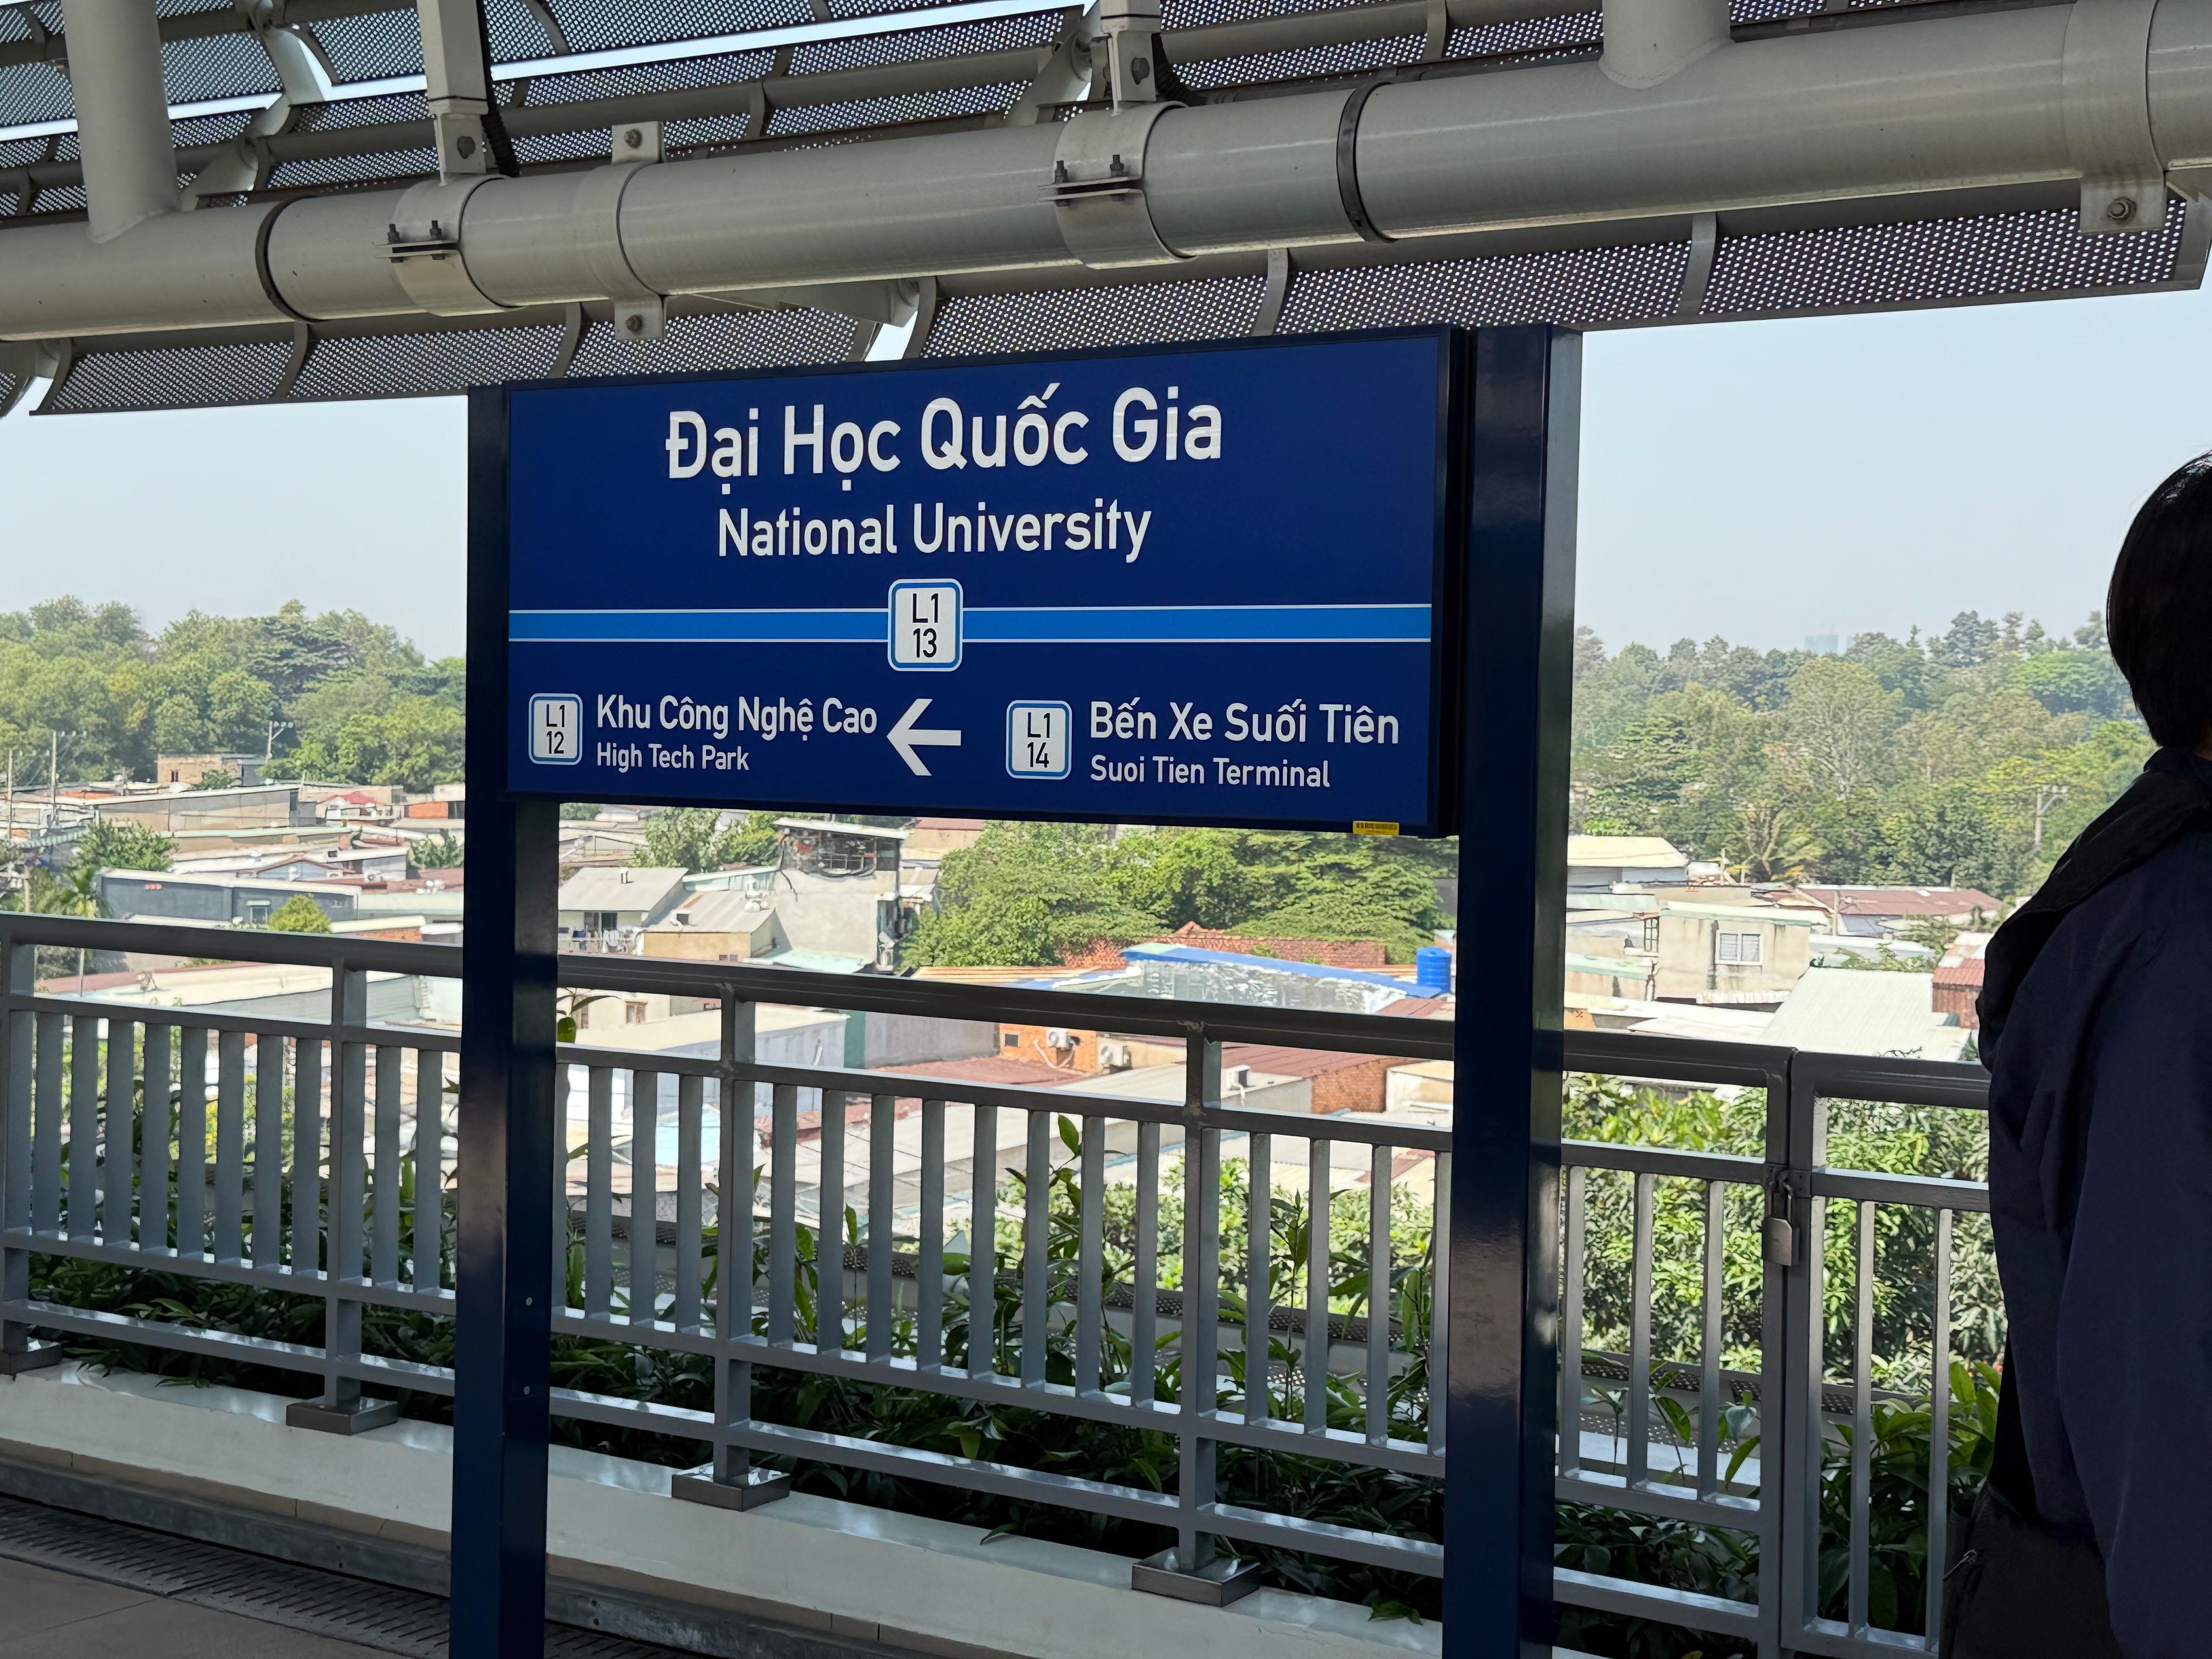 Đại Học Quốc Gia
National University
L1
13
L1
12
Khu Công Nghệ Cao
High Tech Park
L1
14
Bến Xe Suối Tiên
Suoi Tien Terminal